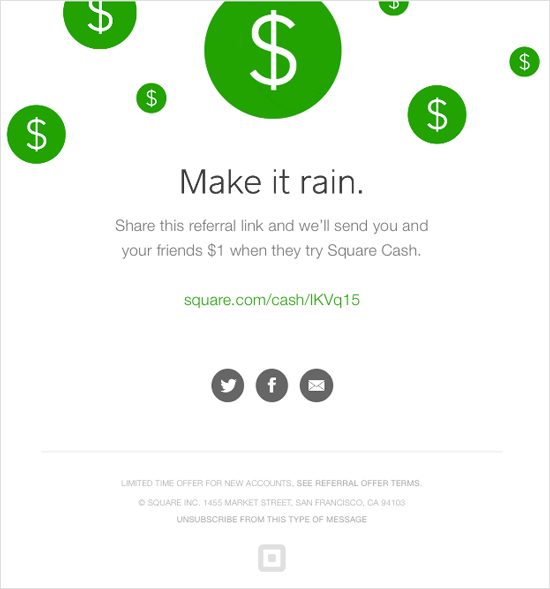 $ $ $
$
$
$
$
Make it rain.
Share this referral link and we'll send you and
your friends $1 when they try Square Cash.
square.com/cash/lKVq15
LIMITED TIME OFFER FOR NEW ACCOUNTS. SEE REFERRAL OFFER TERMS.
© SQUARE INC. 1455 MARKET STREET, SAN FRANCISCO, CA 94103
UNSUBSCRIBE FROM THIS TYPE OF MESSAGE